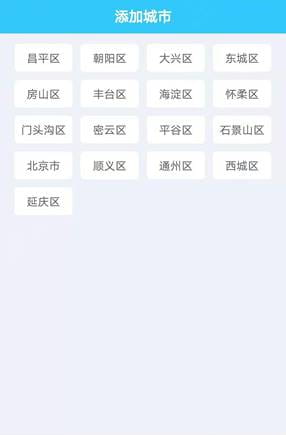 添加城市
昌平区 朝阳区 大兴区 东城区
房山区 丰台区 海淀区 怀柔区
门头沟区 密云区 平谷区 石景山区
北京市 顺义区 通州区 西城区
延庆区